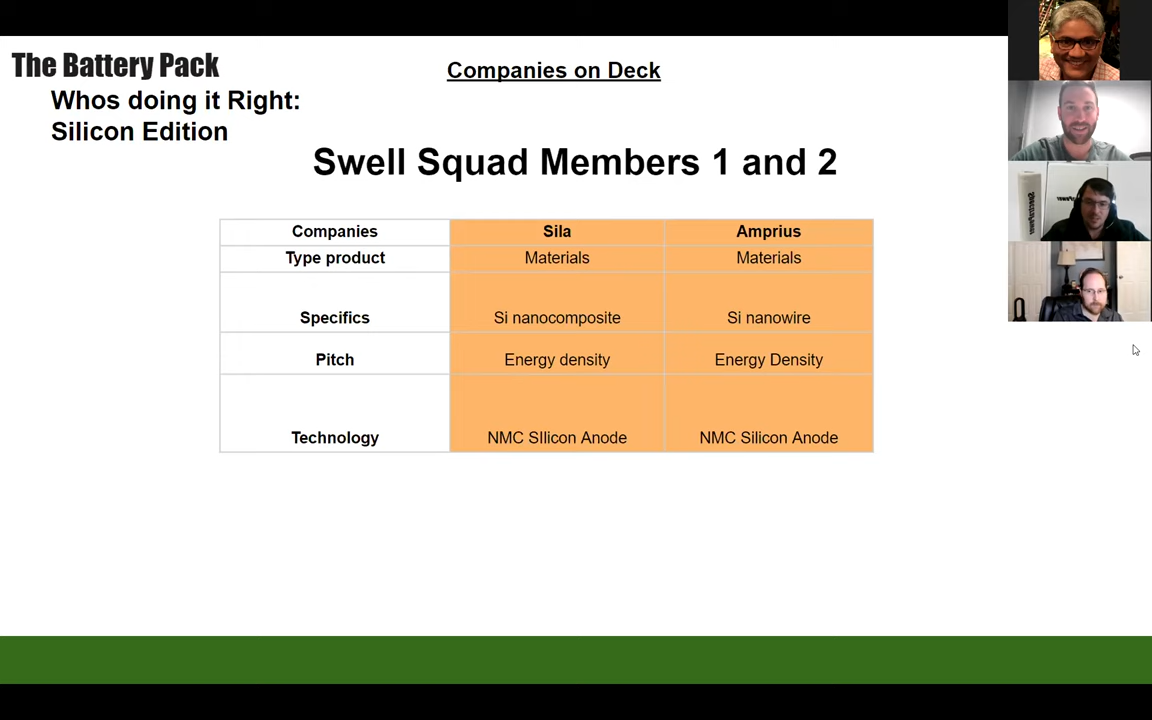 The Battery Pack
Companies on Deck
Whos doing it Right:
Silicon Edition
Swell Squad Members 1 and 2
Companies Sila Amprius
Type product Materials Materials
Specifics Si nanocomposite Si nanowire
Pitch Energy density Energy Density
Technology NMC SIlicon Anode NMC Silicon Anode